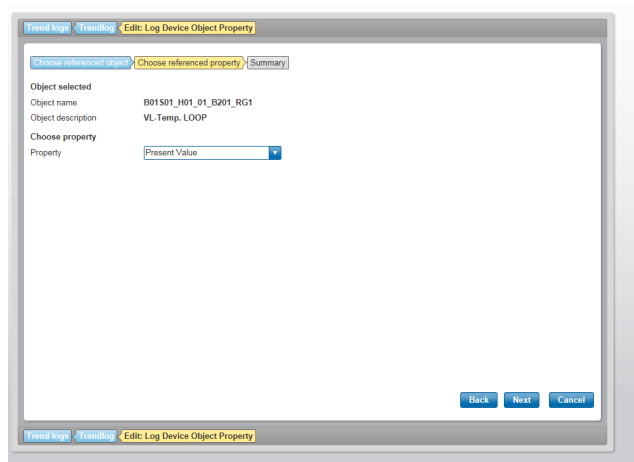 Trend logs Trendlog Edit: Log Device Object Property
Choose referenced object Choose referenced property Summary
Object selected
Object name B01S01_H01_01_B201_RG1
Object description VL-Temp. LOOP
Choose property
Property Present Value
Back Next Cancel
Trend logs Trendlog Edit: Log Device Object Property